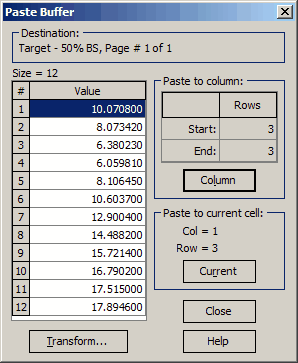 Paste Buffer
Destination:
Target - 50% BS, Page # 1 of 1
Size = 12
# Value
1 10.070800
2 8.073420
3 6.380230
4 6.059810
5 8.106450
6 10.603700
7 12.900400
8 14.488200
9 15.721400
10 16.790200
11 17.515000
12 17.894600
Transform...
Paste to column:
Rows
Start: 3
End: 3
Column
Paste to current cell:
Col = 1
Row = 3
Current
Close
Help